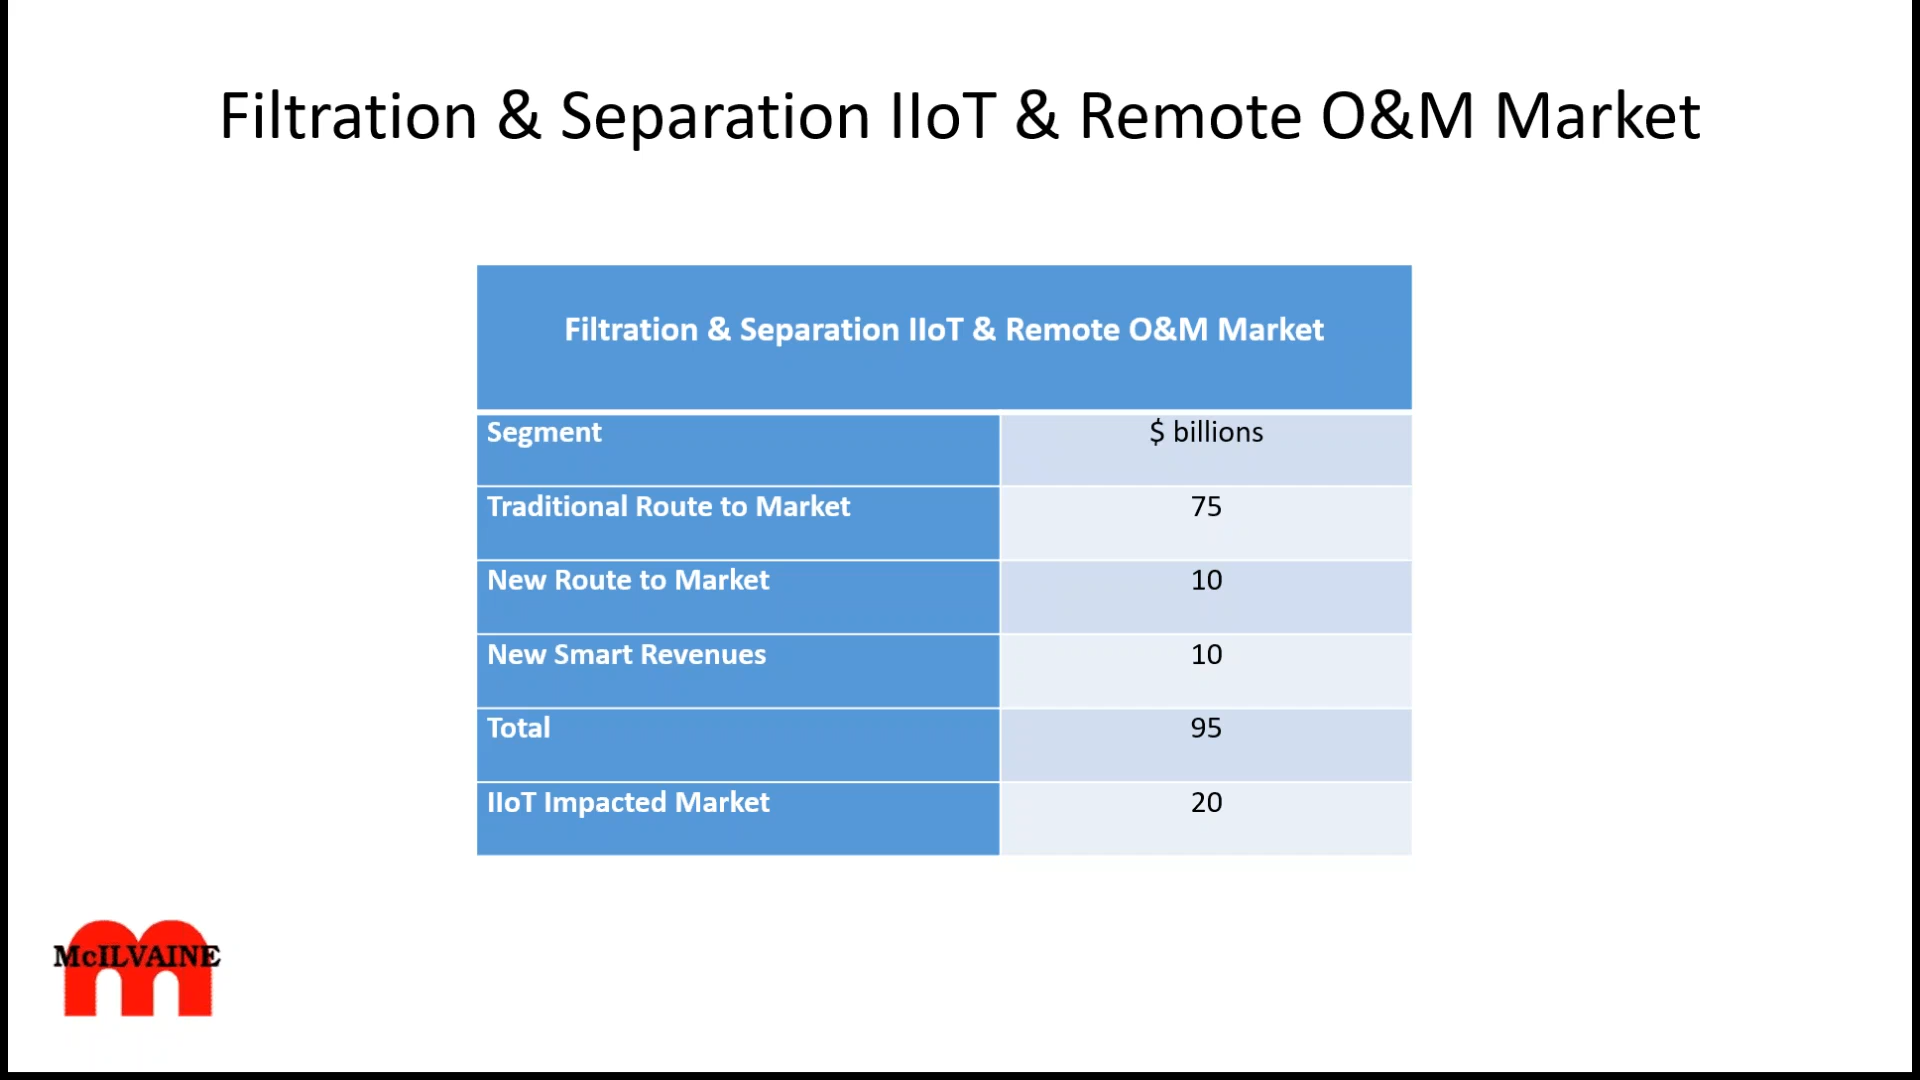 Filtration & Separation IIoT & Remote O&M Market
Filtration & Separation IIoT & Remote O&M Market
Segment $ billions
Traditional Route to Market 75
New Route to Market 10
New Smart Revenues 10
Total 95
IIoT Impacted Market 20
McILVAINE